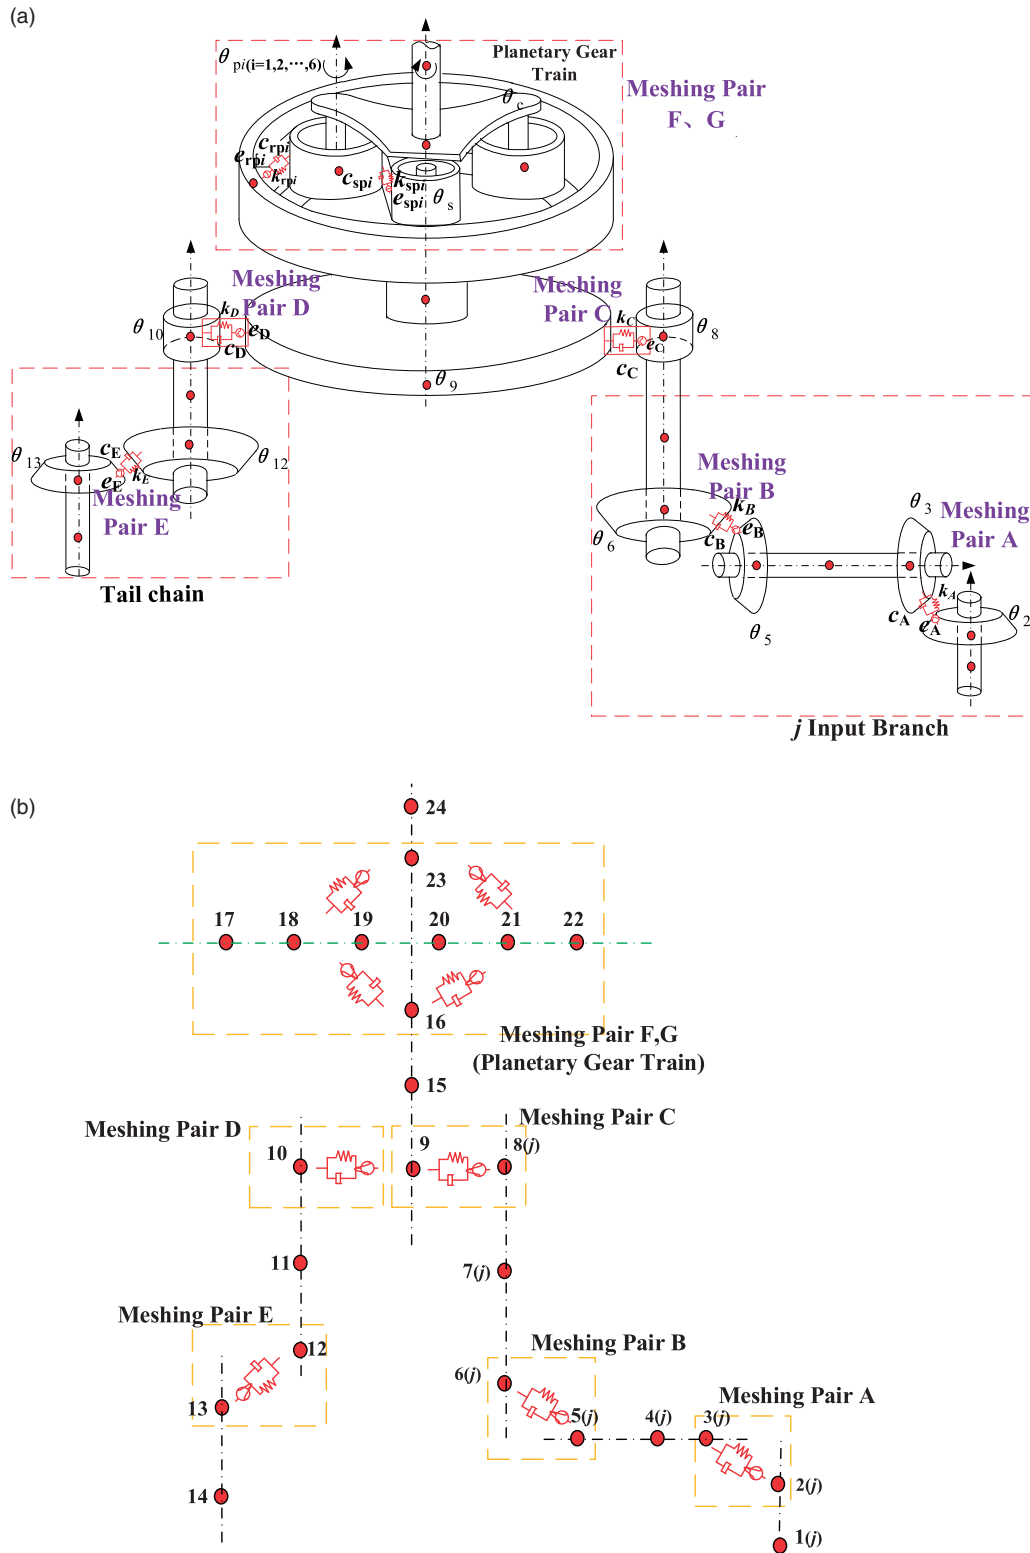 (a)
θpi(i=1,2,···,6)
Planetary Gear
Train
Meshing Pair
F、G
θc
crpi
erpi
krpi
cspi
kspi
espi
θs
Meshing
Pair D
Meshing
Pair C
kD
eD
cD
θ10
kC
eC
cC
θ8
θ9
θ13
cE
kE
eE
θ12
Meshing
Pair E
Tail chain
Meshing
Pair B
kB
eB
cB
θ6
θ5
θ3
Meshing
Pair A
kA
cA
eA
θ2
j Input Branch
(b)
24
23
17 18 19 20 21 22
16
Meshing Pair F,G
(Planetary Gear Train)
15
Meshing Pair D
Meshing Pair C
10
9
8(j)
11
7(j)
Meshing Pair E
12
13
14
Meshing Pair B
6(j)
5(j)
4(j)
3(j)
Meshing Pair A
2(j)
1(j)